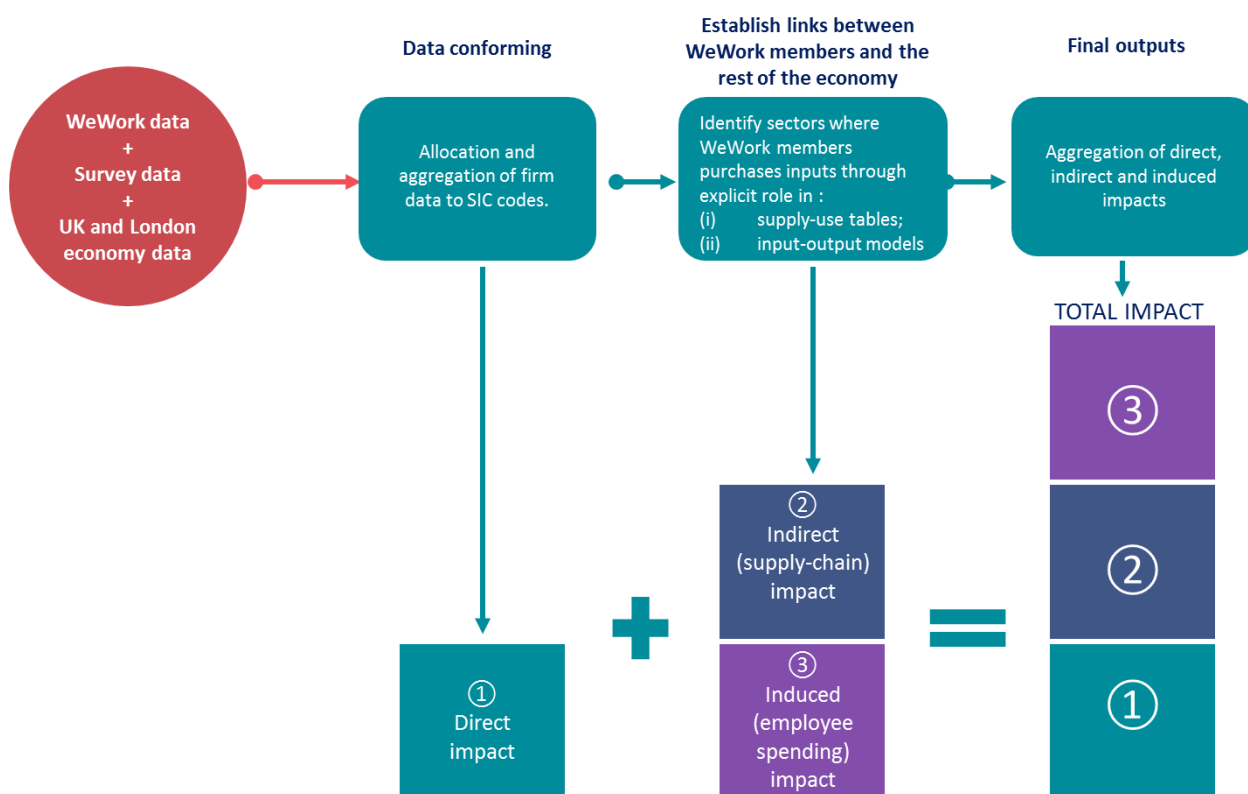 Data conforming
Establish links between
WeWork members and the
rest of the economy
Final outputs
WeWork data
+
Survey data
+
UK and London
economy data
Allocation and
aggregation of firm
data to SIC codes.
Identify sectors where
WeWork members
purchases inputs through
explicit role in :
(i) supply-use tables;
(ii) input-output models
Aggregation of direct,
indirect and induced
impacts
TOTAL IMPACT
③
②
①
②
Indirect
(supply-chain)
impact
③
Induced
(employee
spending)
impact
①
Direct
impact